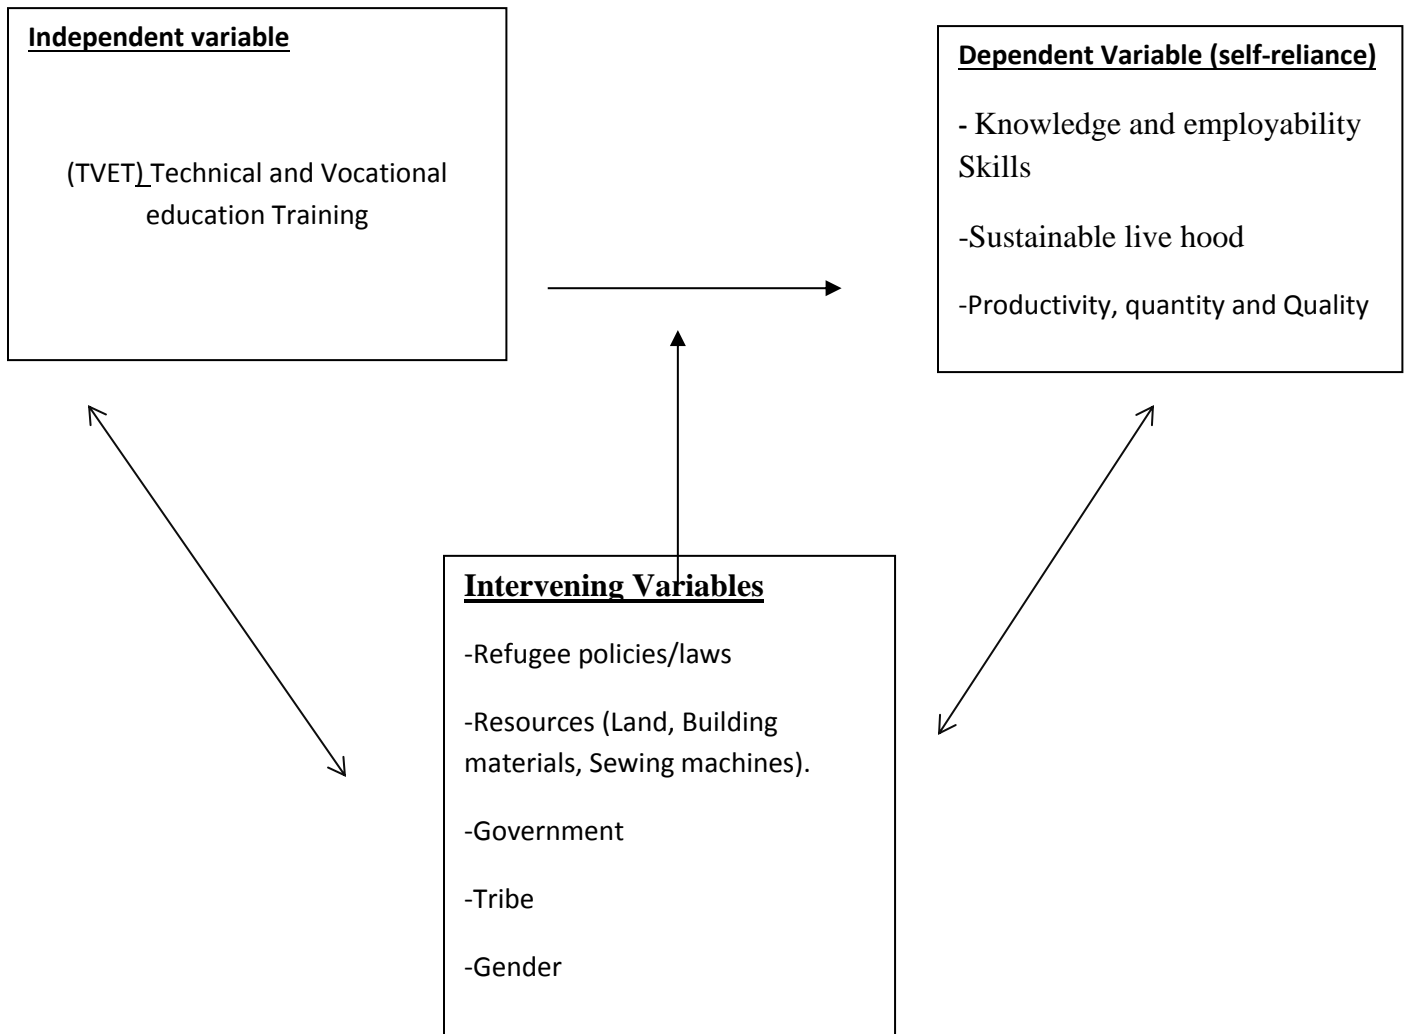 Independent variable
(TVET) Technical and Vocational
education Training
Dependent Variable (self-reliance)
- Knowledge and employability
Skills
-Sustainable live hood
-Productivity, quantity and Quality
Intervening Variables
-Refugee policies/laws
-Resources (Land, Building
materials, Sewing machines).
-Government
-Tribe
-Gender